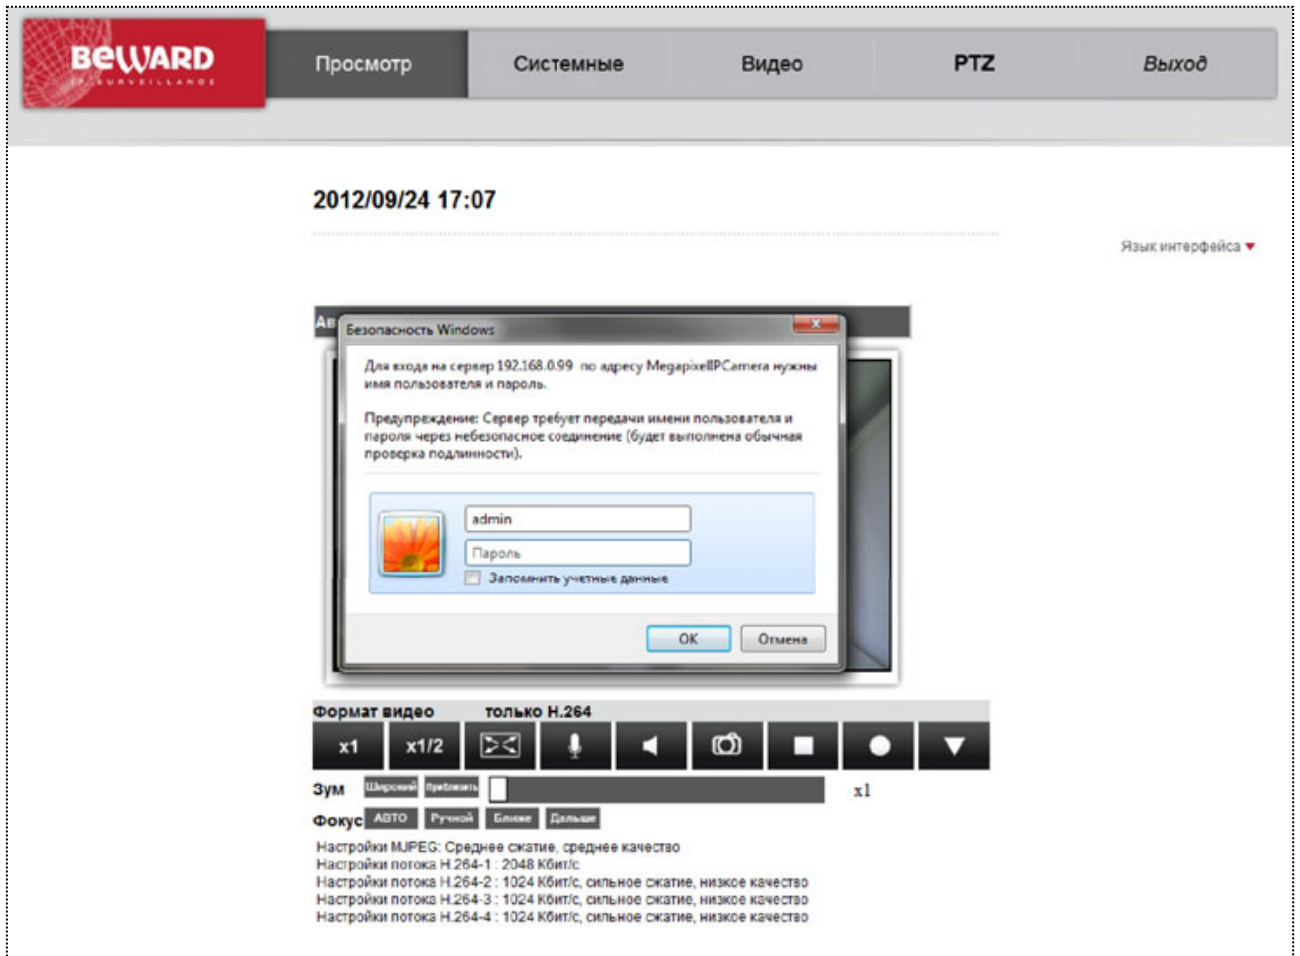 BEWARD
IP SURVEILLANCE
Просмотр
Системные
Видео
PTZ
Выход
2012/09/24 17:07
Язык интерфейса
Ав
Безопасность Windows
Для входа на сервер 192.168.0.99 по адресу MegapixelIPCamera нужны
имя пользователя и пароль.
Предупреждение: Сервер требует передачи имени пользователя и
пароля через небезопасное соединение (будет выполнена обычная
проверка подлинности).
admin
Пароль
Запомнить учетные данные
OK
Отмена
Формат видео только H.264
x1 x1/2
Зум Широкий Приблизить x1
Фокус АВТО Ручной Ближе Дальше
Настройки MJPEG: Среднее сжатие, среднее качество
Настройки потока H.264-1 : 2048 Кбит/с
Настройки потока H.264-2 : 1024 Кбит/с, сильное сжатие, низкое качество
Настройки потока H.264-3 : 1024 Кбит/с, сильное сжатие, низкое качество
Настройки потока H.264-4 : 1024 Кбит/с, сильное сжатие, низкое качество